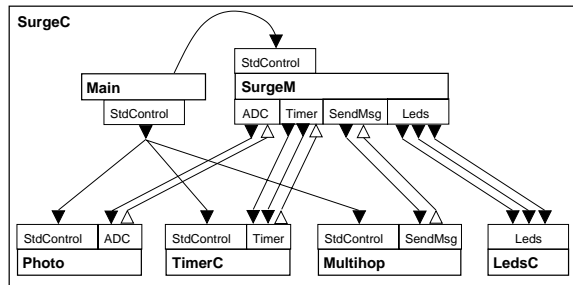 SurgeC
StdControl
Main
SurgeM
StdControl
ADC Timer SendMsg Leds
StdControl ADC StdControl Timer StdControl SendMsg Leds
Photo TimerC Multihop LedsC